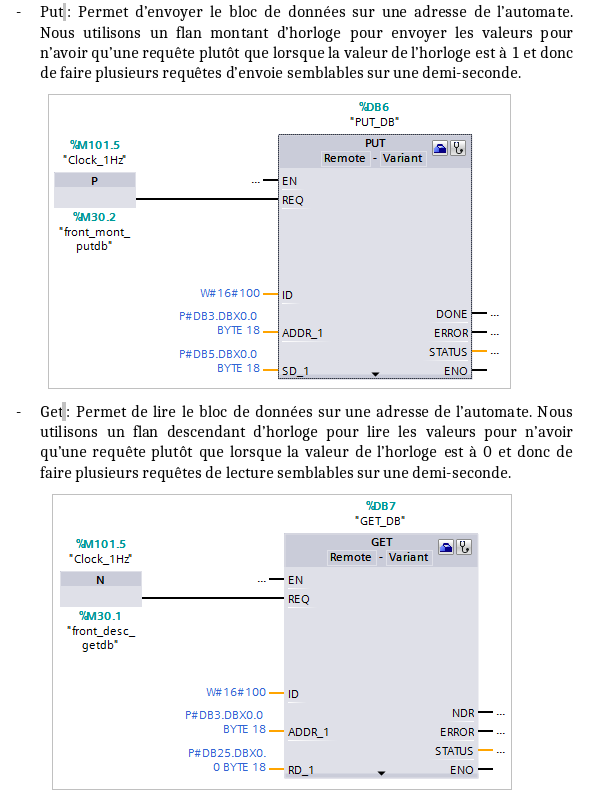 - Put : Permet d'envoyer le bloc de données sur une adresse de l'automate.
Nous utilisons un flan montant d'horloge pour envoyer les valeurs pour
n'avoir qu'une requête plutôt que lorsque la valeur de l'horloge est à 1 et donc
de faire plusieurs requêtes d'envoie semblables sur une demi-seconde.
%DB6
"PUT_DB"
PUT
Remote - Variant
%M101.5
"Clock_1Hz"
P
%M30.2
"front_mont_
putdb"
... EN
REQ
W#16#100 ID
P#DB3.DBX0.0
BYTE 18 ADDR_1
P#DB5.DBX0.0
BYTE 18 SD_1
DONE ...
ERROR ...
STATUS ...
ENO
- Get : Permet de lire le bloc de données sur une adresse de l'automate. Nous
utilisons un flan descendant d'horloge pour lire les valeurs pour n'avoir
qu'une requête plutôt que lorsque la valeur de l'horloge est à 0 et donc de
faire plusieurs requêtes de lecture semblables sur une demi-seconde.
%DB7
"GET_DB"
GET
Remote - Variant
%M101.5
"Clock_1Hz"
N
%M30.1
"front_desc_
getdb"
... EN
REQ
W#16#100 ID
P#DB3.DBX0.0
BYTE 18 ADDR_1
P#DB25.DBX0.
0 BYTE 18 RD_1
NDR ...
ERROR ...
STATUS ...
ENO